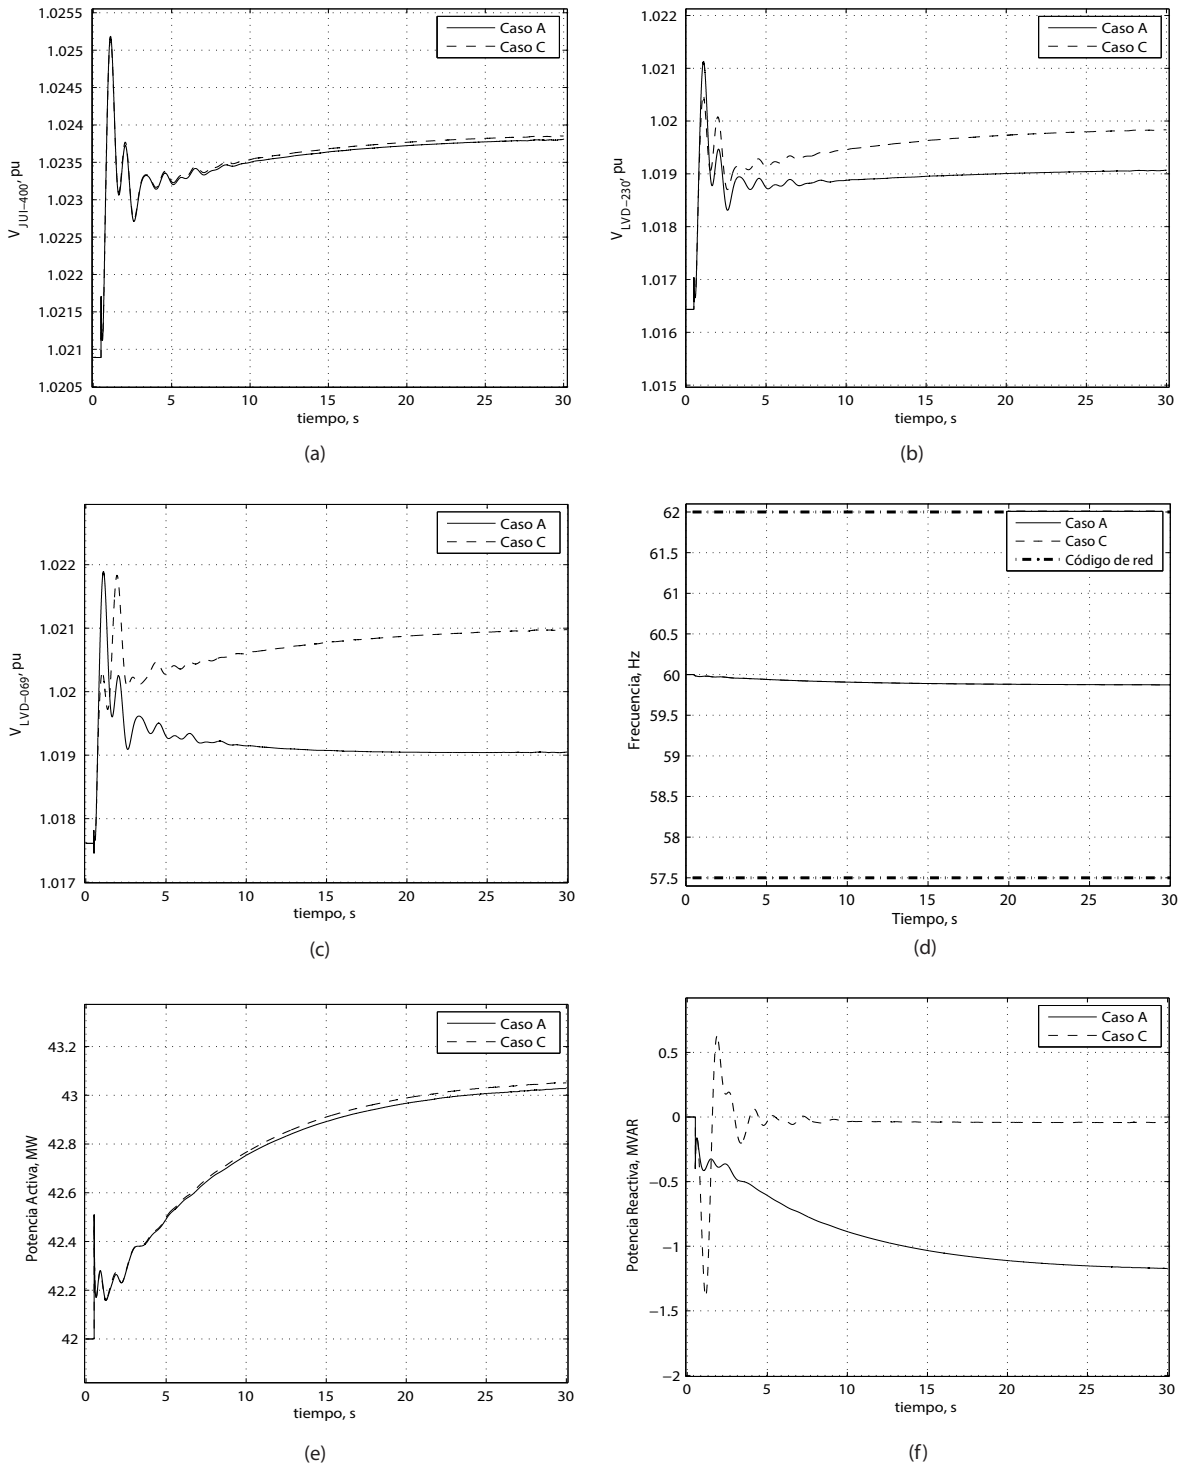 1.0255
1.025
1.0245
1.024
1.0235
1.023
1.0225
1.022
1.0215
1.021
1.0205
V JUI−400, pu
Caso A
Caso C
0 5 10 15 20 25 30
tiempo, s
(a)
1.022
1.021
1.02
1.019
1.018
1.017
1.016
1.015
V LVD−230, pu
Caso A
Caso C
0 5 10 15 20 25 30
tiempo, s
(b)
1.022
1.021
1.02
1.019
1.018
1.017
V LVD−069, pu
Caso A
Caso C
0 5 10 15 20 25 30
tiempo, s
(c)
62
61.5
61
60.5
60
59.5
59
58.5
58
57.5
Frecuencia, Hz
Caso A
Caso C
Código de red
0 5 10 15 20 25 30
Tiempo, s
(d)
43.2
43
42.8
42.6
42.4
42.2
42
Potencia Activa, MW
Caso A
Caso C
0 5 10 15 20 25 30
tiempo, s
(e)
0.5
0
−0.5
−1
−1.5
−2
Potencia Reactiva, MVAR
Caso A
Caso C
0 5 10 15 20 25 30
tiempo, s
(f)